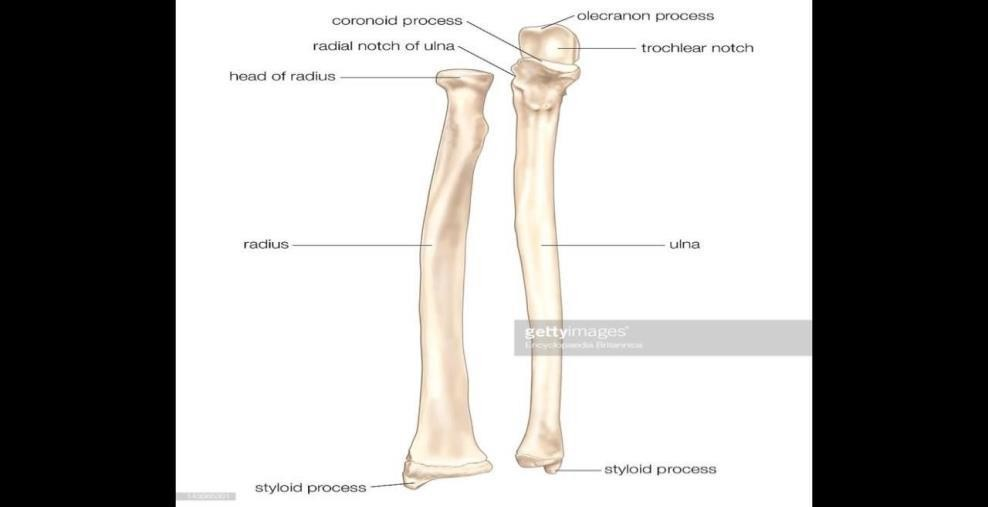 coronoid process
olecranon process
radial notch of ulna
trochlear notch
head of radius
radius
ulna
gettyimages®
Encyclopaedia Britannica
styloid process
styloid process